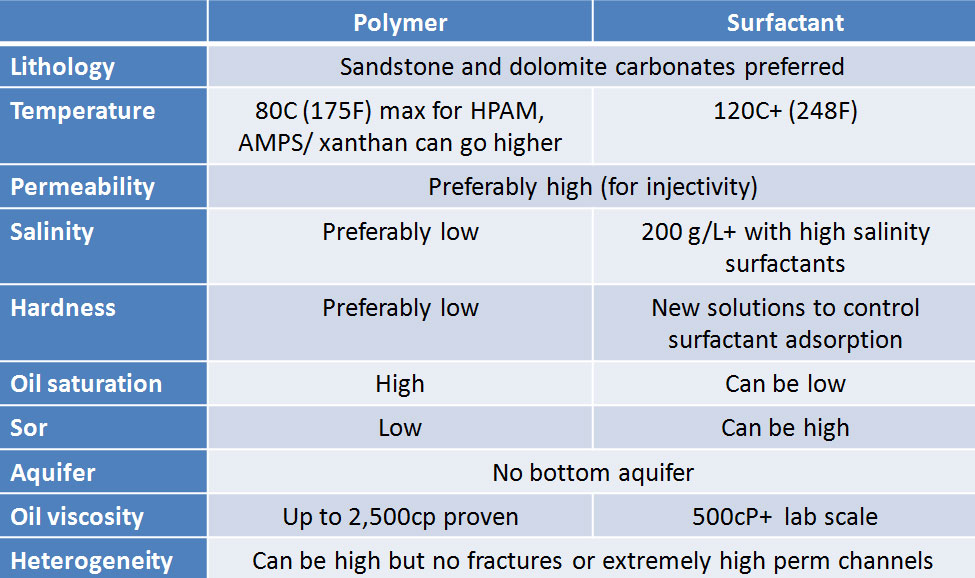 Polymer Surfactant
Lithology Sandstone and dolomite carbonates preferred
Temperature 80C (175F) max for HPAM, 120C+ (248F)
AMPS/ xanthan can go higher
Permeability Preferably high (for injectivity)
Salinity Preferably low 200 g/L+ with high salinity
surfactants
Hardness Preferably low New solutions to control
surfactant adsorption
Oil saturation High Can be low
Sor Low Can be high
Aquifer No bottom aquifer
Oil viscosity Up to 2,500cp proven 500cP+ lab scale
Heterogeneity Can be high but no fractures or extremely high perm channels